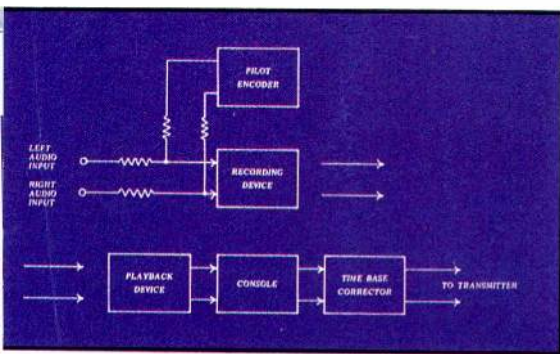 PILOT
ENCODER
LEFT
AUDIO
INPUT
RIGHT
AUDIO
INPUT
RECORDING
DEVICE
PLAYBACK
DEVICE
CONSOLE
TIME BASE
CORRECTOR
TO TRANSMITTER